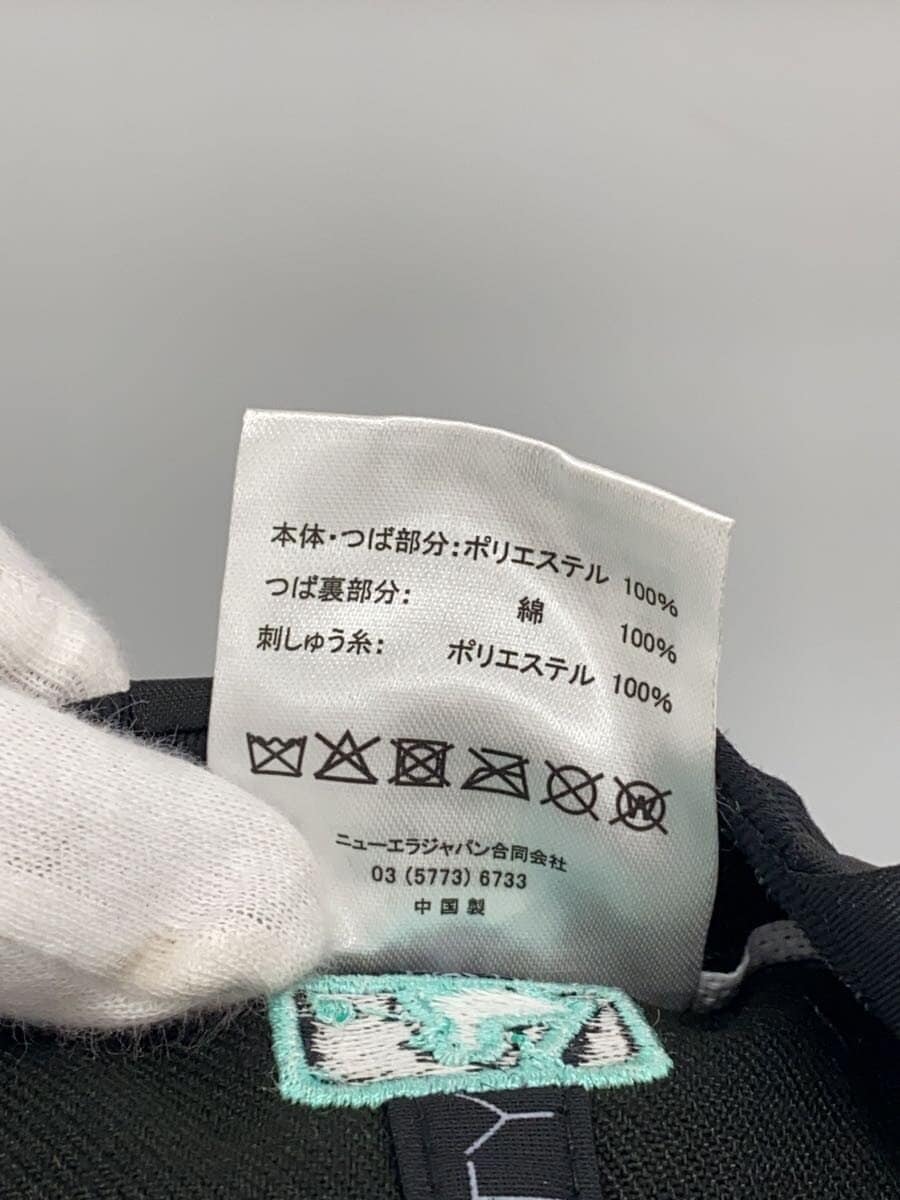 本体・つば部分:ポリエステル 100%
つば裏部分: 綿 100%
刺しゅう糸: ポリエステル 100%
W
ニューエラジャパン合同会社
03 (5773) 6733
中国製
TY